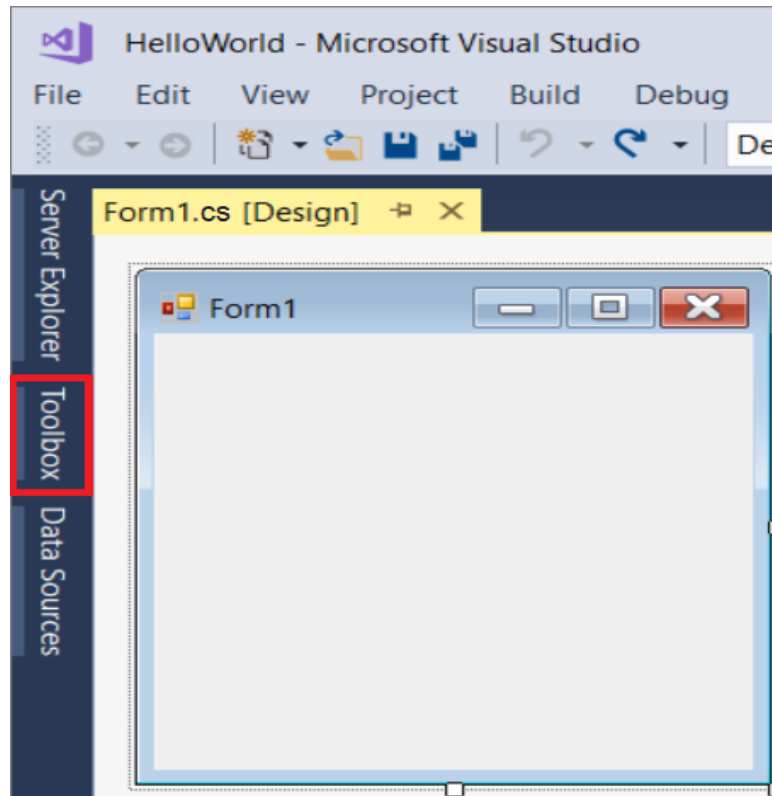 HelloWorld - Microsoft Visual Studio
File Edit View Project Build Debug
De
Server Explorer
Toolbox
Data Sources
Form1.cs [Design]
Form1